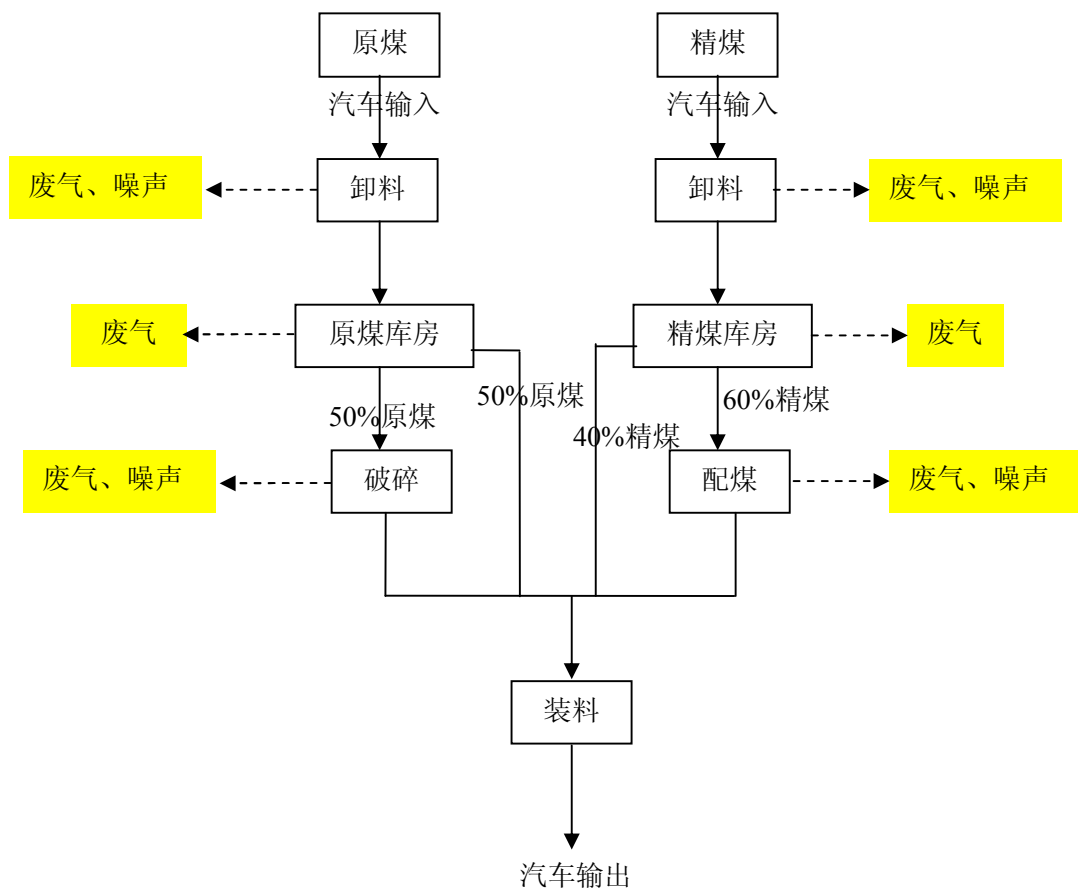 原煤
精煤
汽车输入
汽车输入
废气、噪声
卸料
卸料
废气、噪声
废气
原煤库房
精煤库房
废气
50%原煤
50%原煤
40%精煤
60%精煤
废气、噪声
破碎
配煤
废气、噪声
装料
汽车输出